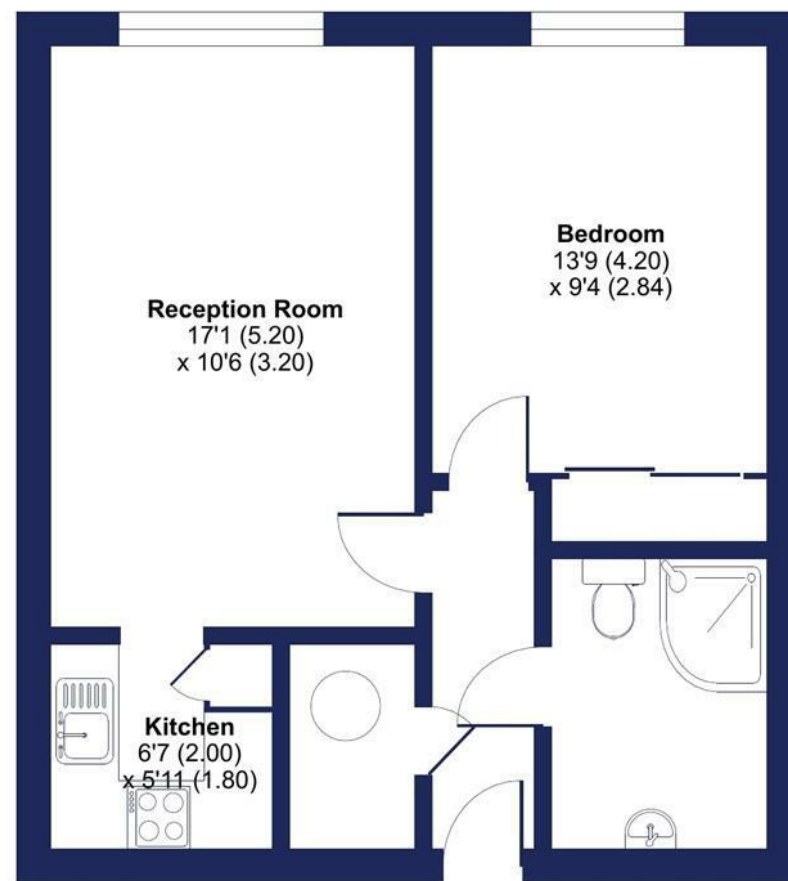 Bedroom
13'9 (4.20)
x 9'4 (2.84)
Reception Room
17'1 (5.20)
x 10'6 (3.20)
Kitchen
6'7 (2.00)
x 5'11 (1.80)